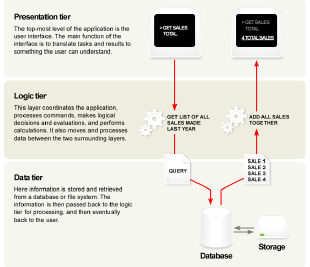 Presentation tier
The top-most level of the application is the
user interface. The main function of the
interface is to translate tasks and results to
something the user can understand.
> GET SALES
TOTAL
> GET SALES
TOTAL
4 TOTAL SALES
Logic tier
This layer coordinates the application,
processes commands, makes logical
decisions and evaluations, and performs
calculations. It also moves and processes
data between the two surrounding layers.
GET LIST OF ALL
SALES MADE
LAST YEAR
ADD ALL SALES
TOGETHER
QUERY
SALE 1
SALE 2
SALE 3
SALE 4
Data tier
Here information is stored and retrieved
from a database or file system. The
information is then passed back to the logic
tier for processing, and then eventually
back to the user.
Database
Storage